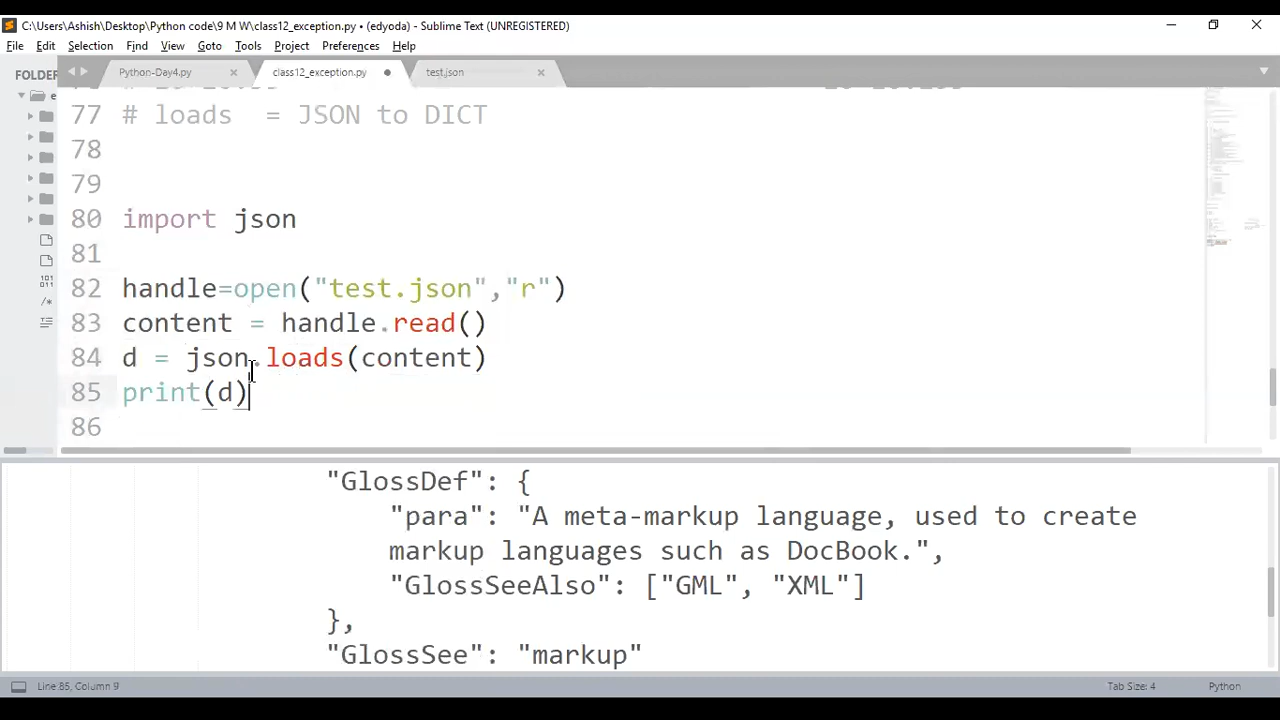 C:\Users\Ashish\Desktop\Python code\9 M W\class12_exception.py • (edyoda) - Sublime Text (UNREGISTERED)
File Edit Selection Find View Goto Tools Project Preferences Help
FOLDER
Python-Day4.py
class12_exception.py
test.json
77 # loads = JSON to DICT
78
79
80 import json
81
82 handle=open("test.json","r")
83 content = handle.read()
84 d = json.loads(content)
85 print(d)
86
"GlossDef": {
"para": "A meta-markup language, used to create
markup languages such as DocBook.",
"GlossSeeAlso": ["GML", "XML"]
},
"GlossSee": "markup"
Line 85, Column 9
Tab Size: 4
Python